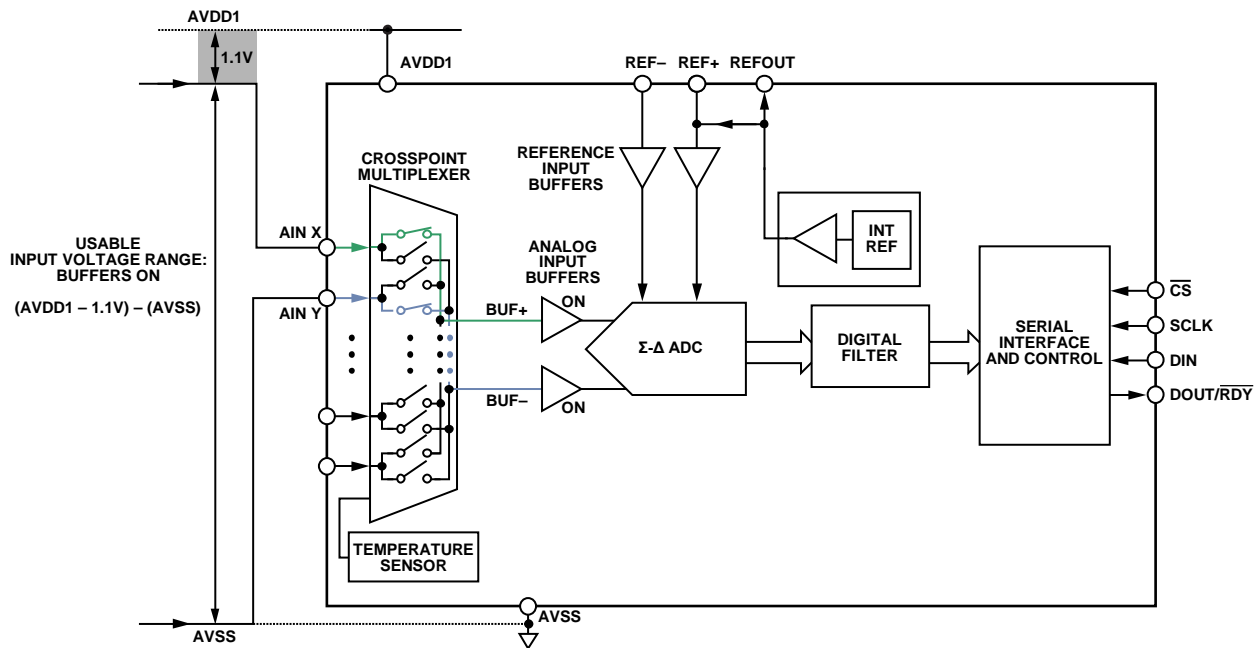 AVDD1
1.1V
AVDD1
REF–
REF+
REFOUT
CROSSPOINT
MULTIPLEXER
REFERENCE
INPUT
BUFFERS
INT
REF
USABLE
INPUT VOLTAGE RANGE:
BUFFERS ON
(AVDD1 – 1.1V) – (AVSS)
AIN X
AIN Y
ANALOG
INPUT
BUFFERS
BUF+
ON
BUF–
ON
Σ-Δ ADC
DIGITAL
FILTER
SERIAL
INTERFACE
AND CONTROL
CS
SCLK
DIN
DOUT/RDY
TEMPERATURE
SENSOR
AVSS
AVSS